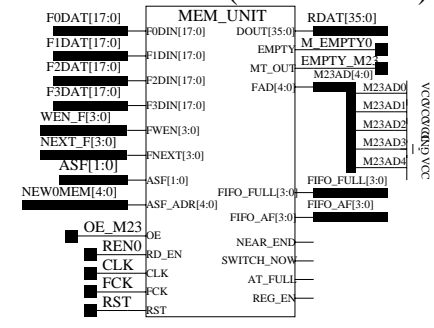 MEM_UNIT
F0DAT[17:0]
F0DIN[17:0]
F1DAT[17:0]
F1DIN[17:0]
F2DAT[17:0]
F2DIN[17:0]
F3DAT[17:0]
F3DIN[17:0]
WEN_F[3:0]
FWEN[3:0]
NEXT_F[3:0]
FNEXT[3:0]
ASF[1:0]
ASF[1:0]
NEW0MEM[4:0]
ASF_ADR[4:0]
OE_M23
OE
REN0
RD_EN
CLK
CLK
FCK
FCK
RST
RST
DOUT[35:0]
RDAT[35:0]
EMPTY
M_EMPTY0
MT_OUT
EMPTY_M23
FAD[4:0]
M23AD[4:0]
M23AD0
M23AD1
M23AD2
M23AD3
M23AD4
VCC
VCC
VCC
GND
VCC
FIFO_FULL[3:0]
FIFO_FULL[3:0]
FIFO_AF[3:0]
FIFO_AF[3:0]
NEAR_END
SWITCH_NOW
AT_FULL
REG_EN